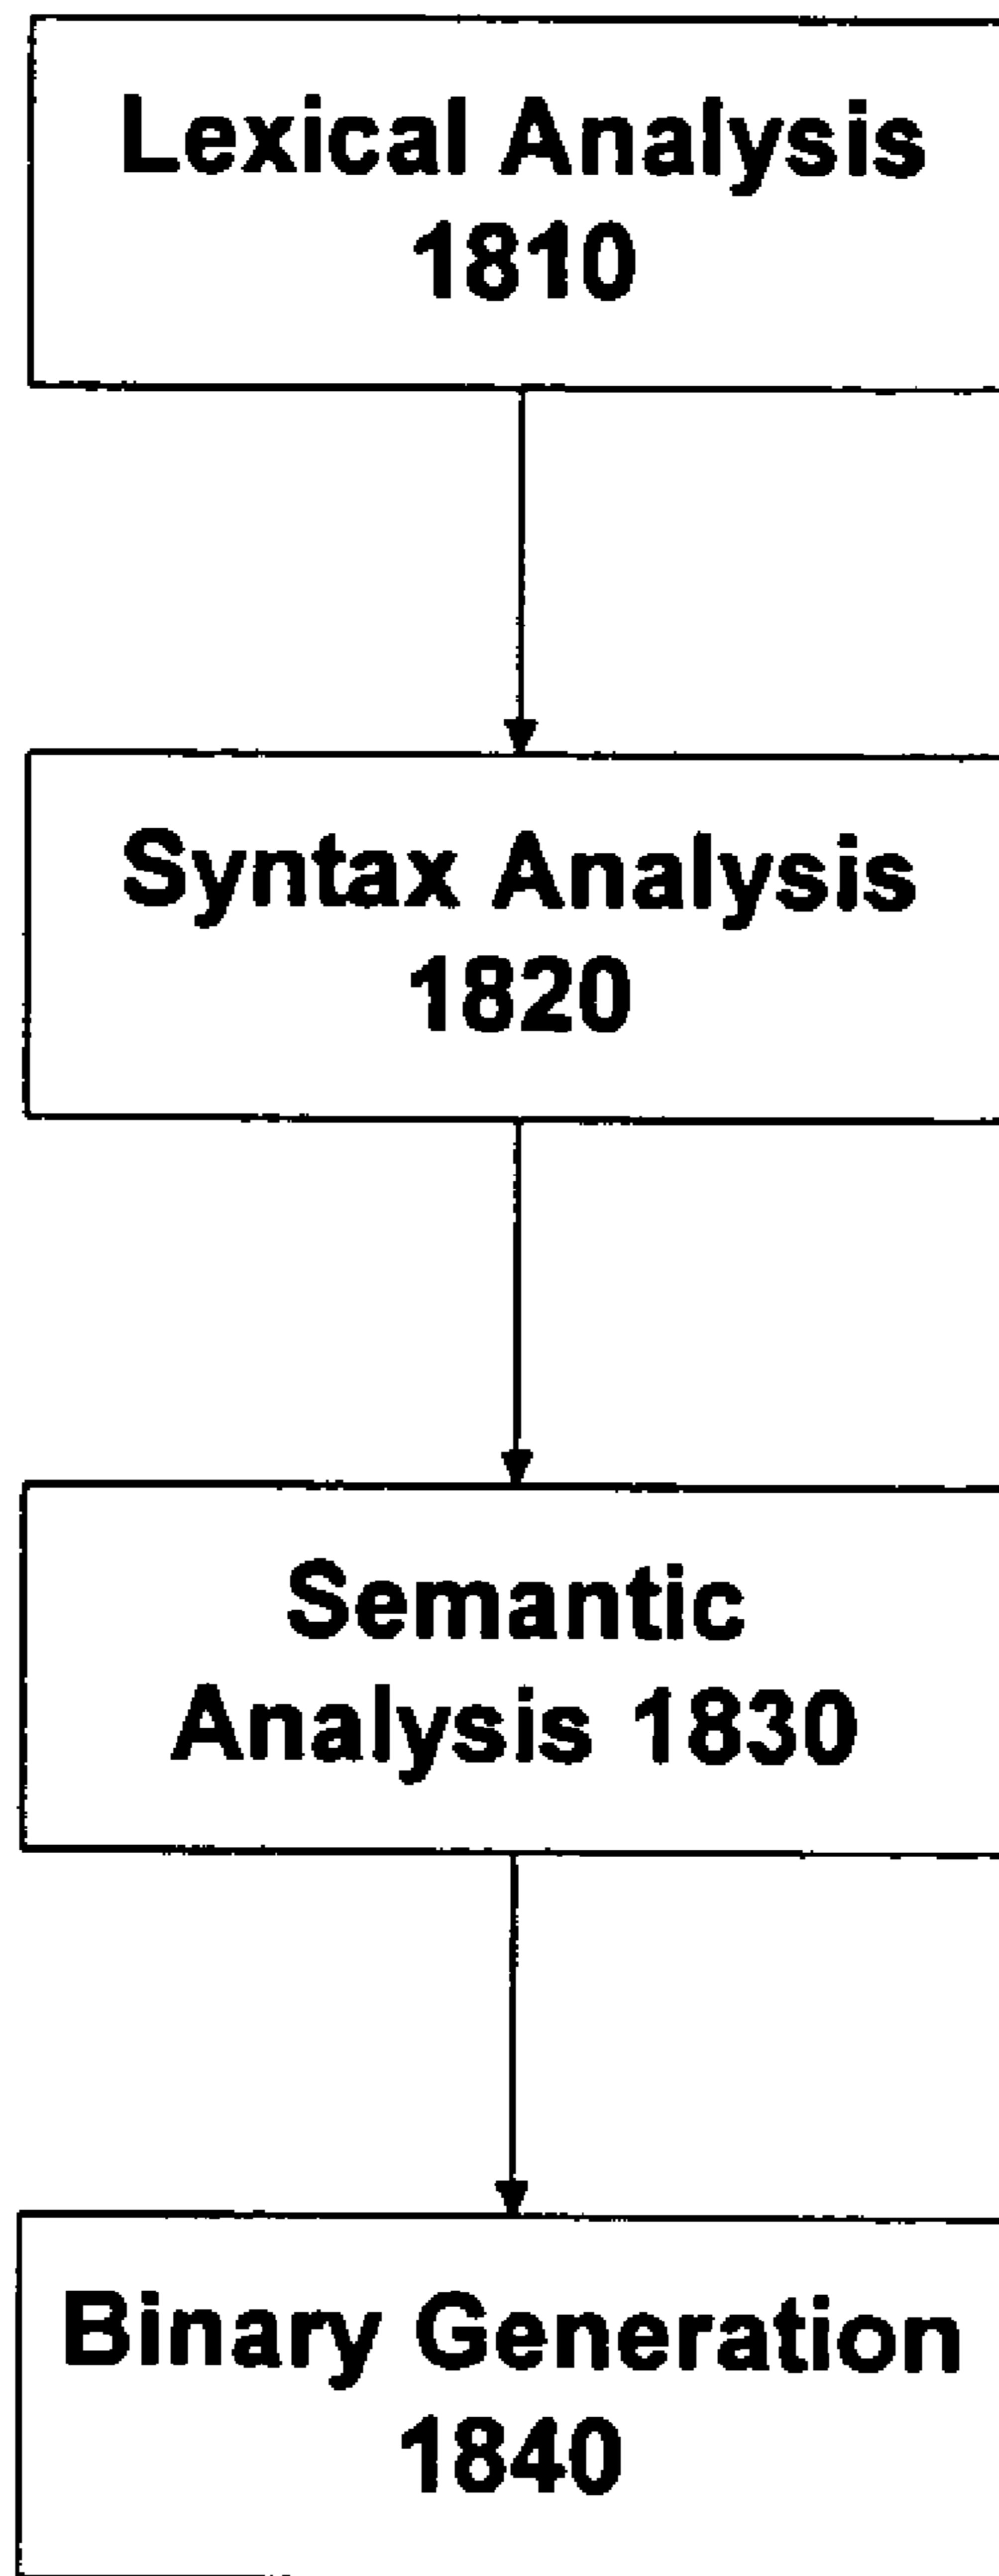 Lexical Analysis
1810
Syntax Analysis
1820
Semantic
Analysis 1830
Binary Generation
1840